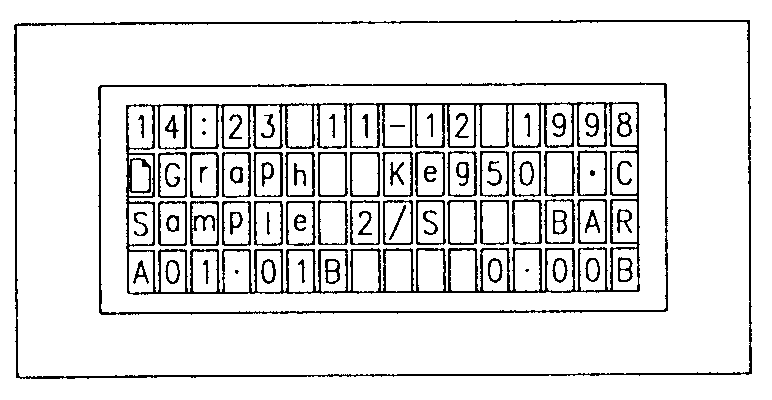 14:23 11-12 1998
Graph  Keg50 ·C
Sample 2/S   BAR
A01·01B    0·00B